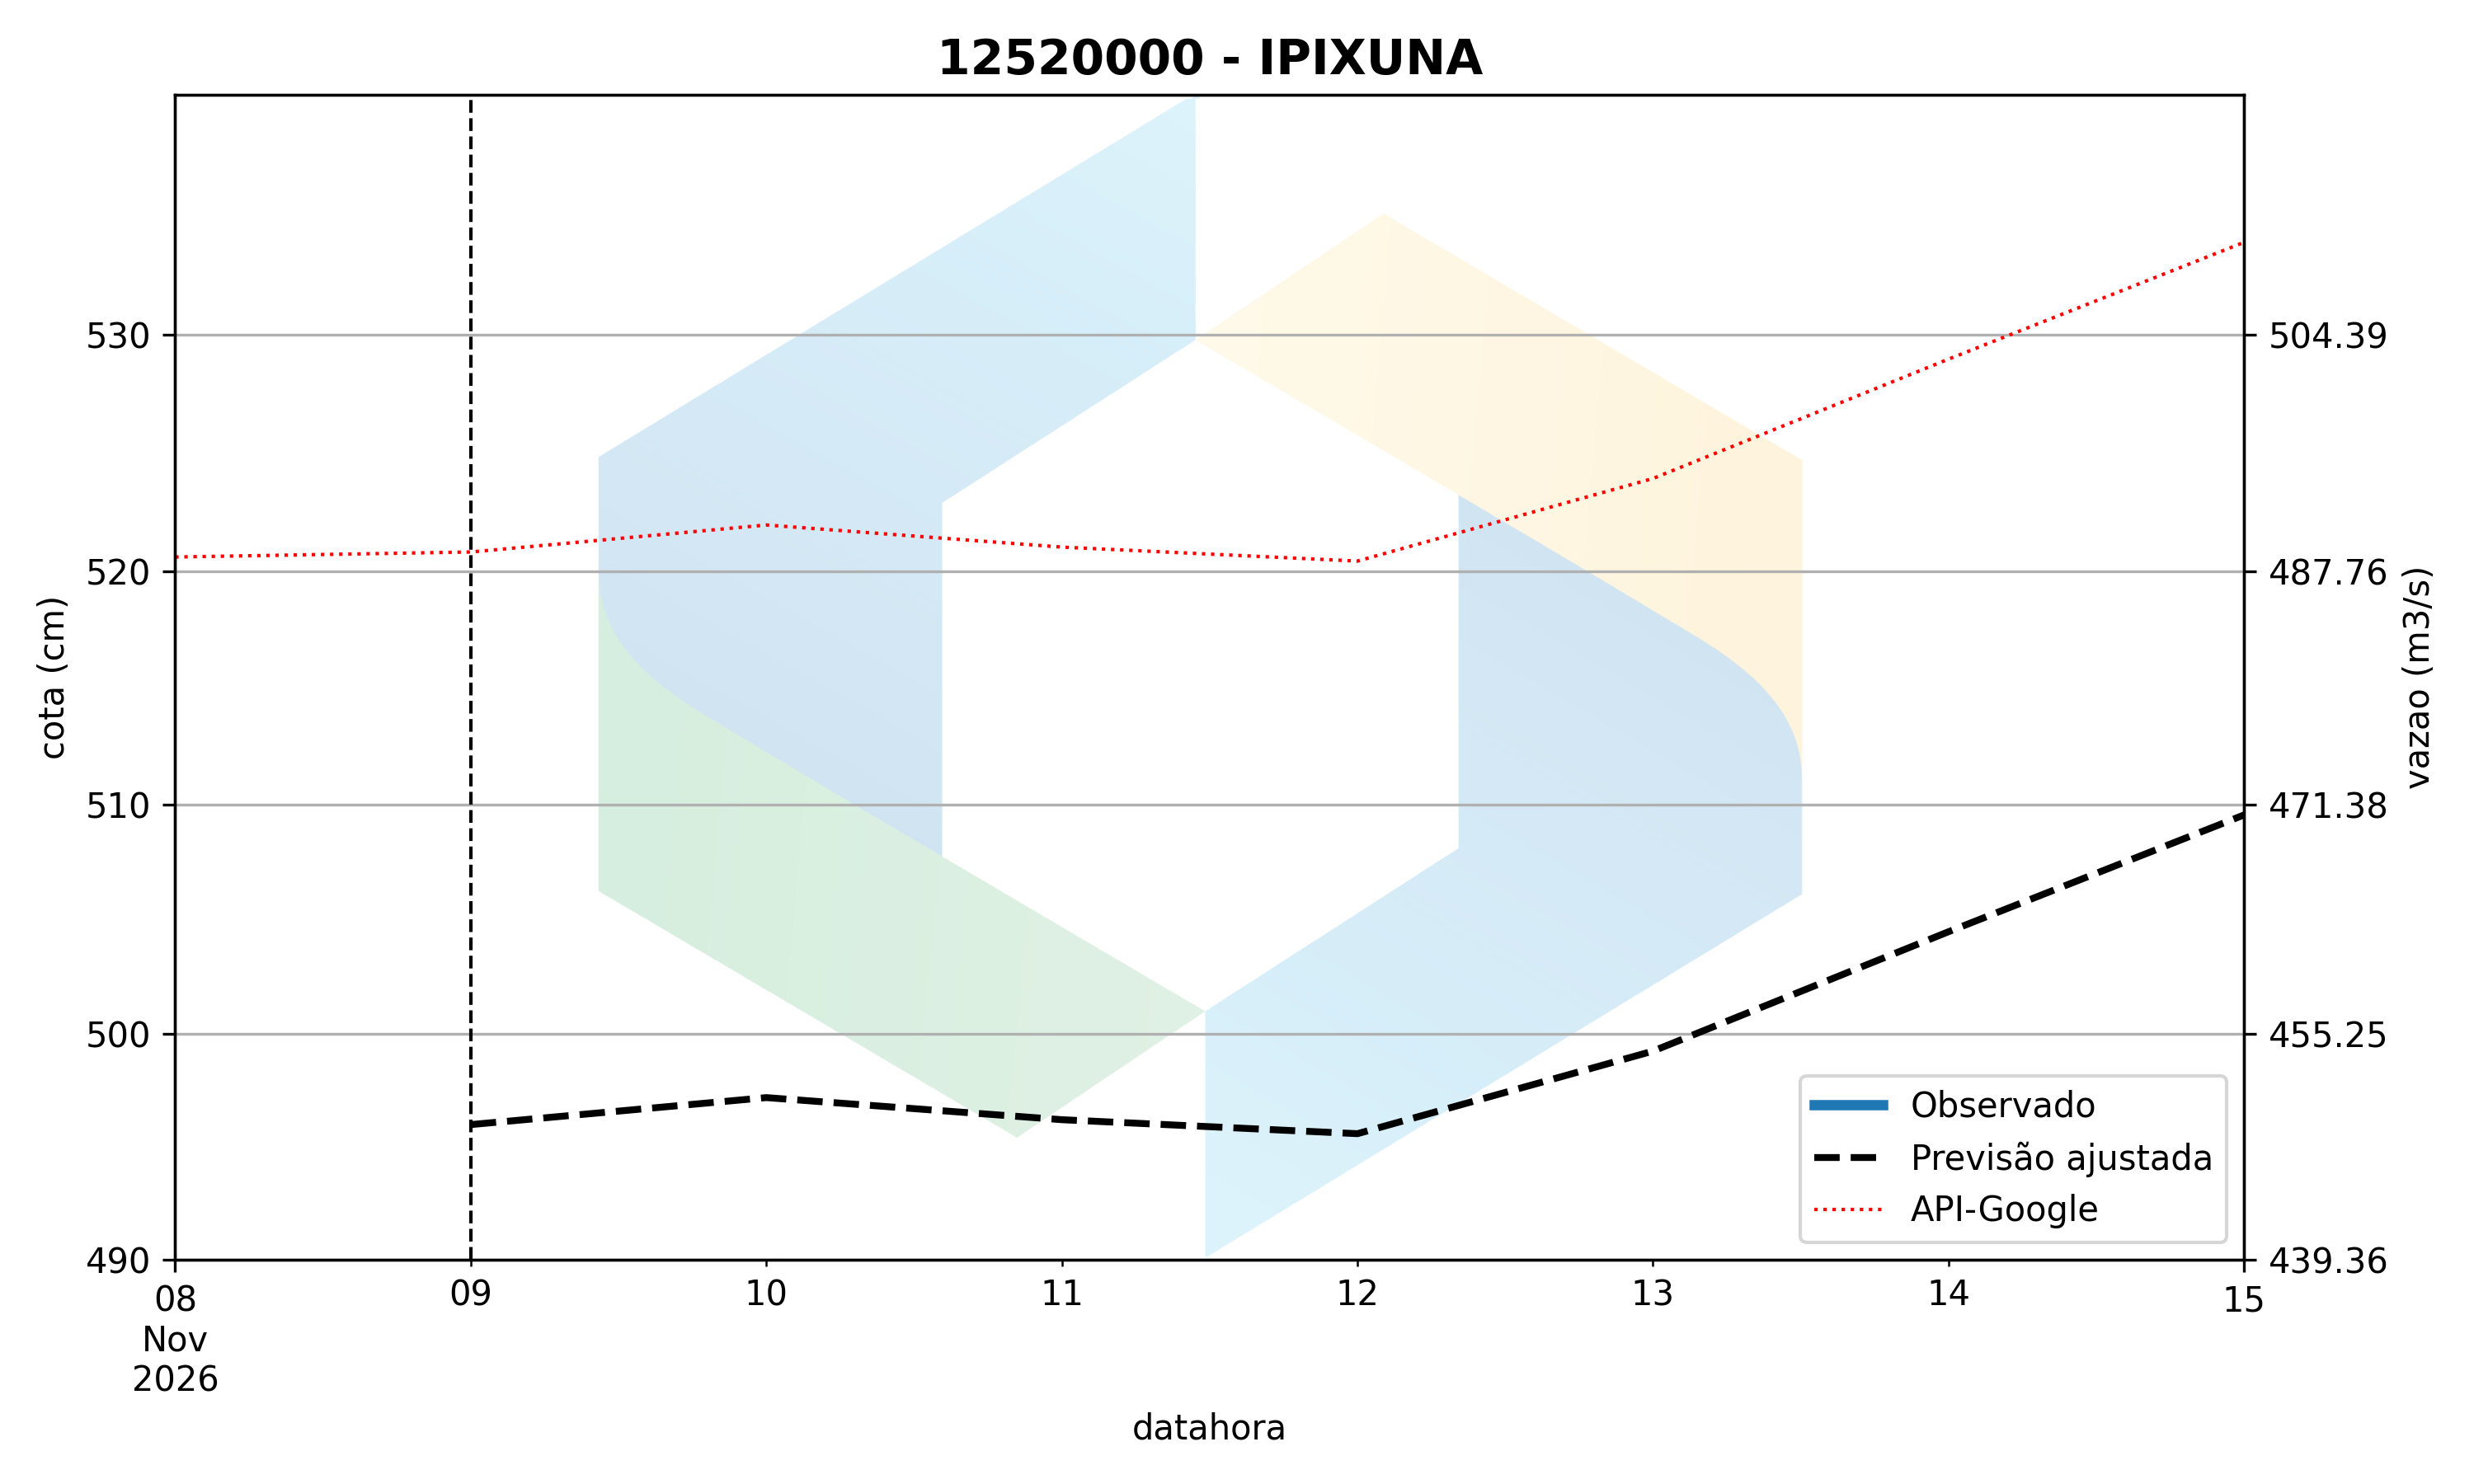 12520000 - IPIXUNA
530
520
510
500
490
cota (cm)
504.39
487.76
471.38
455.25
439.36
vazao (m3/s)
Observado
Previsão ajustada
API-Google
08
Nov
2026
09
10
11
12
13
14
15
datahora